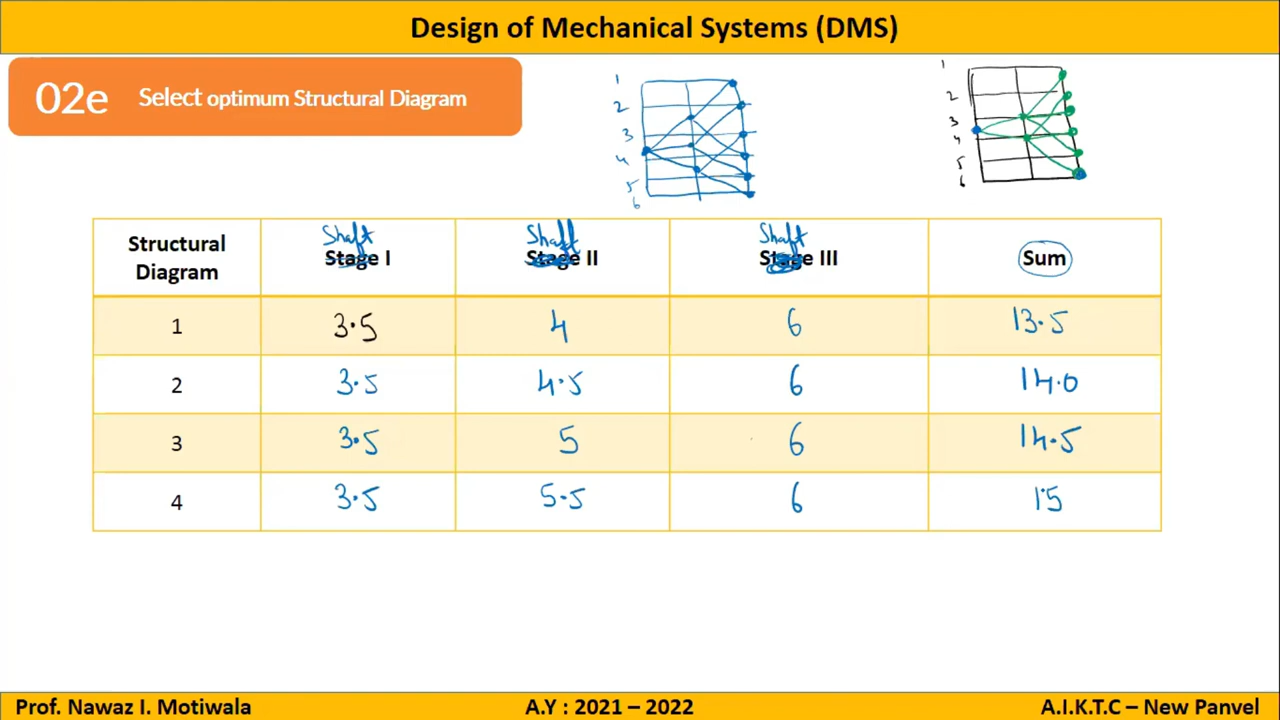 Design of Mechanical Systems (DMS)
02e Select optimum Structural Diagram
1
2
3
4
5
6
1
2
3
4
5
6
Structural Diagram
Shaft
Stage I
Shaft
Stage II
Shaft
Stage III
Sum
1 3.5 4 6 13.5
2 3.5 4.5 6 14.0
3 3.5 5 6 14.5
4 3.5 5.5 6 15
Prof. Nawaz I. Motiwala A.Y : 2021 – 2022 A.I.K.T.C – New Panvel